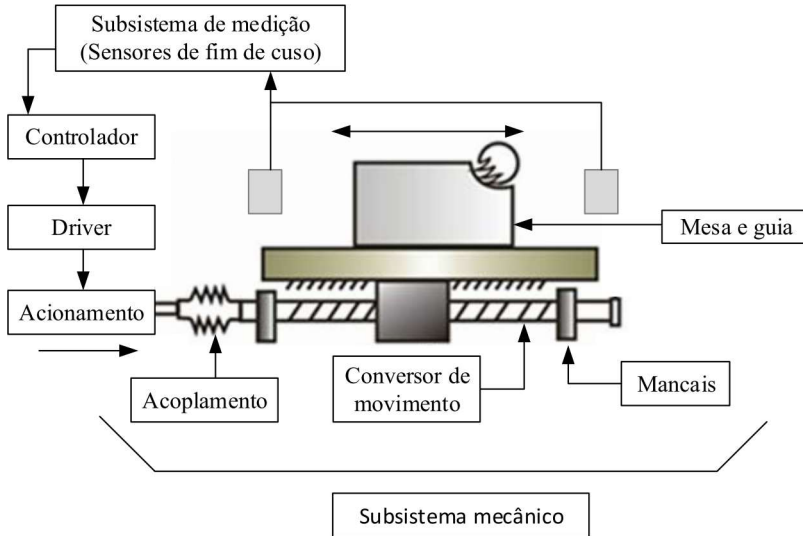 Subsistema de medição
(Sensores de fim de cuso)
Controlador
Driver
Mesa e guia
Acionamento
Acoplamento
Conversor de
movimento
Mancais
Subsistema mecânico